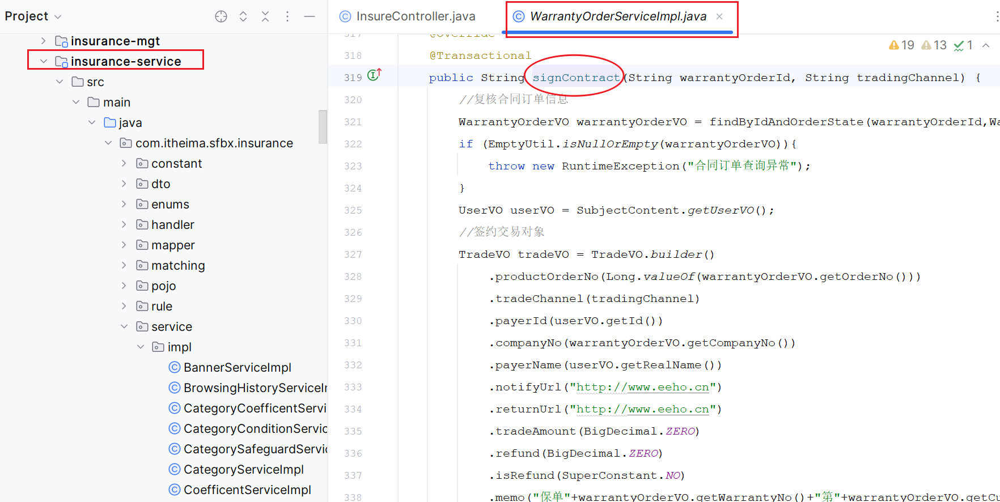 Project
insurance-mgt
insurance-service
src
main
java
com.itheima.sfbx.insurance
constant
dto
enums
handler
mapper
matching
pojo
rule
service
impl
BannerServiceImpl
BrowsingHistoryServiceIm
CategoryCoefficentServi
CategoryConditionServic
CategorySafeguardServic
CategoryServiceImpl
CoefficentServiceImpl
InsureController.java
WarrantyOrderServiceImpl.java
19 13 1
317 @Override
318 @Transactional
319 public String signContract(String warrantyOrderId, String tradingChannel) {
320 //复核合同订单信息
321 WarrantyOrderVO warrantyOrderVO = findByIdAndOrderState(warrantyOrderId,Wa
322 if (EmptyUtil.isNullOrEmpty(warrantyOrderVO)){
323 throw new RuntimeException("合同订单查询异常");
324 }
325 UserVO userVO = SubjectContent.getUserVO();
326 //签约交易对象
327 TradeVO tradeVO = TradeVO.builder()
328 .productOrderNo(Long.valueOf(warrantyOrderVO.getOrderNo()))
329 .tradeChannel(tradingChannel)
330 .payerId(userVO.getId())
331 .companyNo(warrantyOrderVO.getCompanyNo())
332 .payerName(userVO.getRealName())
333 .notifyUrl("http://www.eeho.cn")
334 .returnUrl("http://www.eeho.cn")
335 .tradeAmount(BigDecimal.ZERO)
336 .refund(BigDecimal.ZERO)
337 .isRefund(SuperConstant.NO)
338 .memo("保单"+warrantyOrderVO.getWarrantyNo()+"第"+warrantyOrderVO.getCu